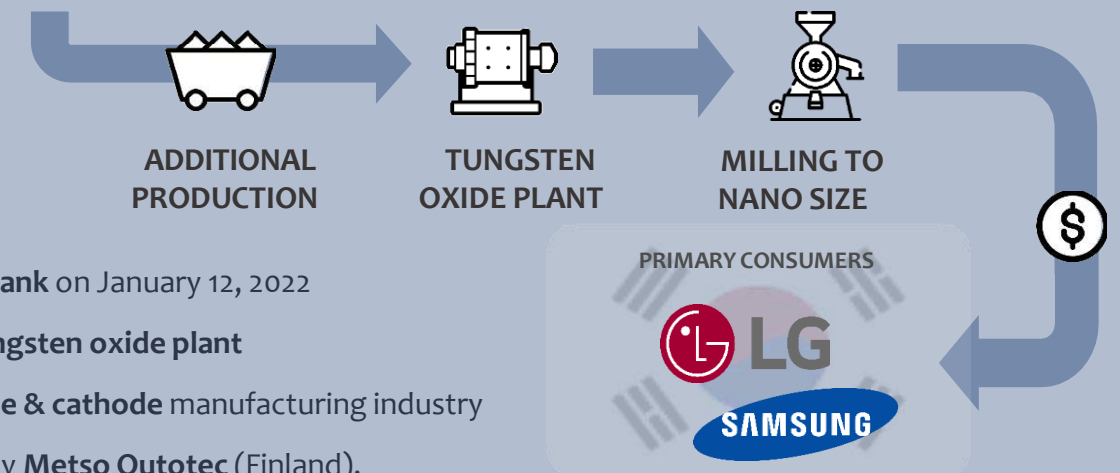 ADDITIONAL
PRODUCTION
TUNGSTEN
OXIDE PLANT
MILLING TO
NANO SIZE
$
PRIMARY CONSUMERS
LG LG
SAMSUNG
ank on January 12, 2022
ngsten oxide plant
e & cathode manufacturing industry
y Metso Outotec (Finland).